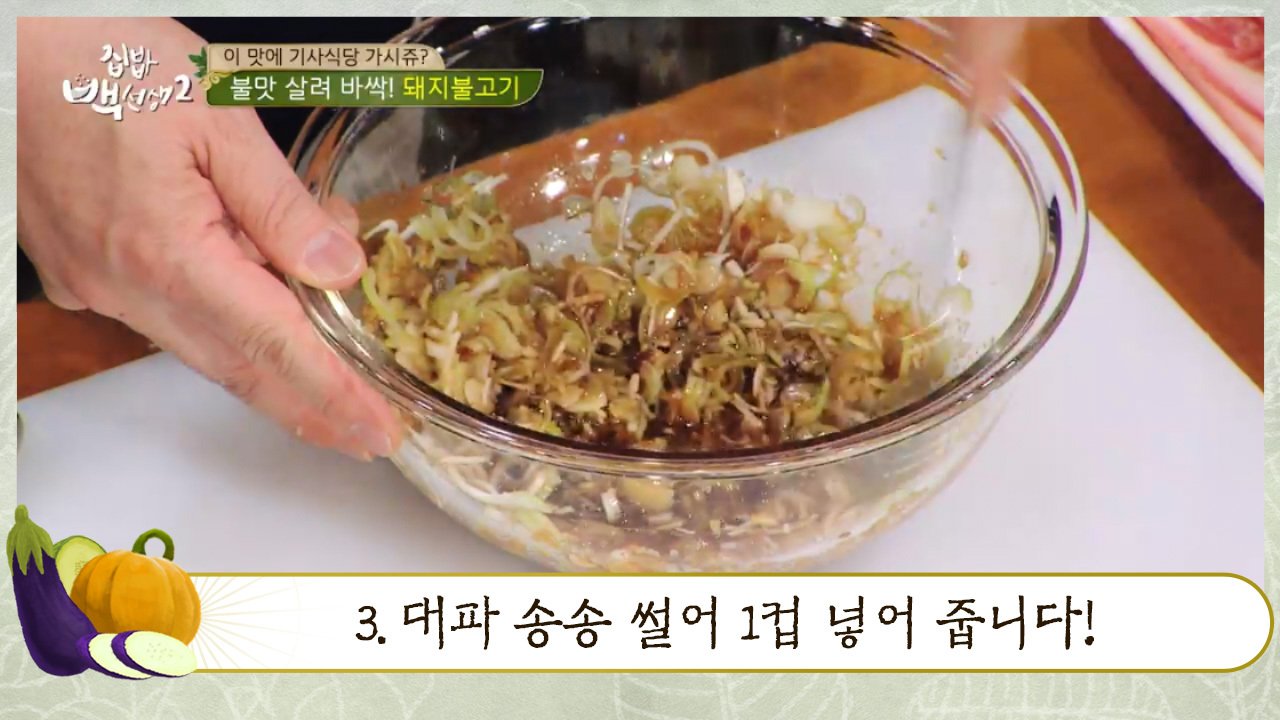 집밥
백선생2
이 맛에 기사식당 가시쥬?
불맛 살려 바싹! 돼지불고기
3. 대파 송송 썰어 1컵 넣어 줍니다!